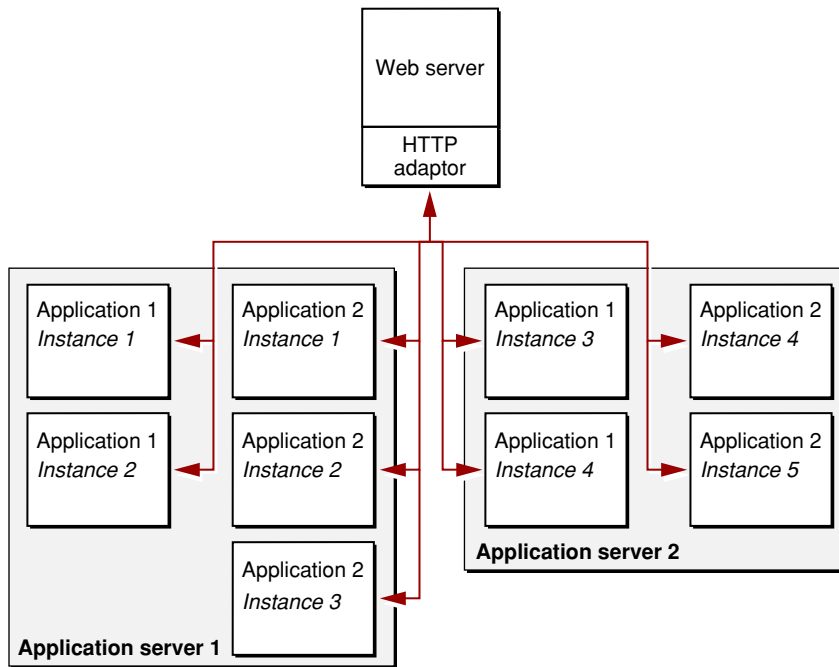 Web server
HTTP
adaptor
Application 1
Instance 1
Application 2
Instance 1
Application 1
Instance 2
Application 2
Instance 2
Application 2
Instance 3
Application server 1
Application 1
Instance 3
Application 2
Instance 4
Application 1
Instance 4
Application 2
Instance 5
Application server 2